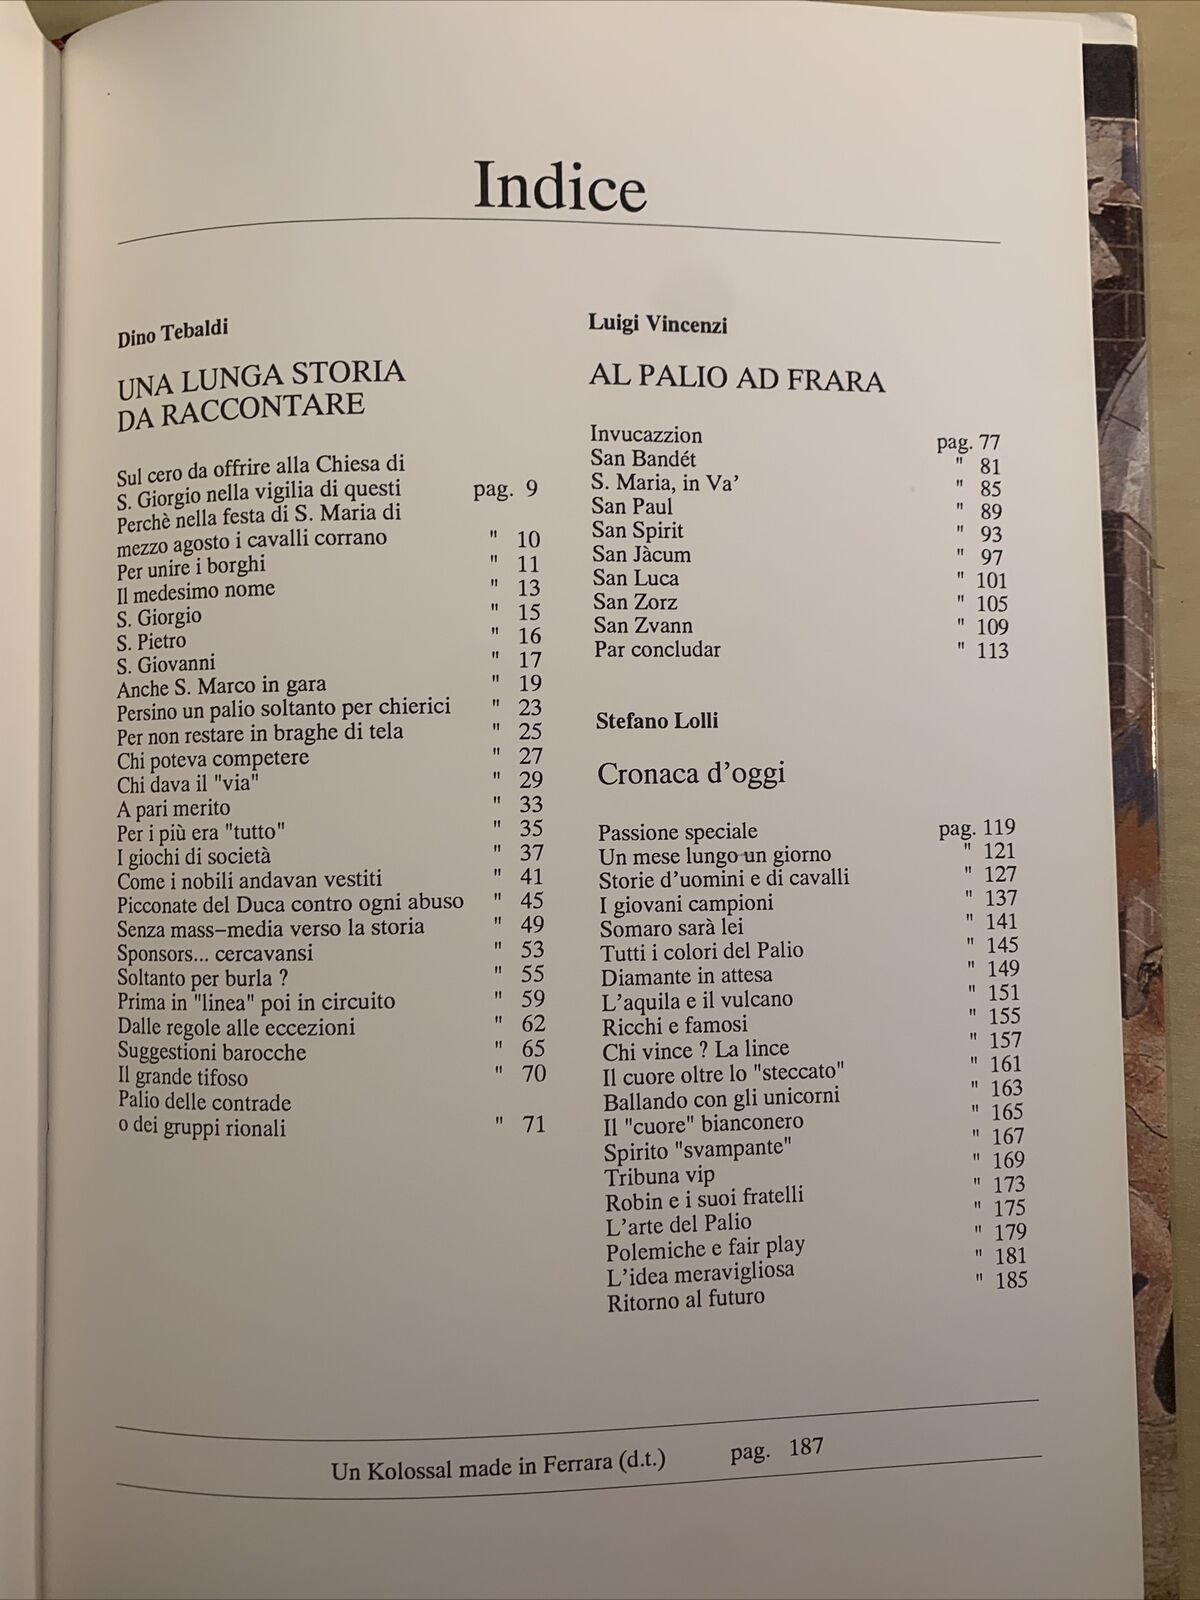 Indice
Dino Tebaldi
UNA LUNGA STORIA
DA RACCONTARE
Sul cero da offrire alla Chiesa di
S. Giorgio nella vigilia di questi pag. 9
Perchè nella festa di S. Maria di
mezzo agosto i cavalli corrano " 10
Per unire i borghi " 11
Il medesimo nome " 13
S. Giorgio " 15
S. Pietro " 16
S. Giovanni " 17
Anche S. Marco in gara " 19
Persino un palio soltanto per chierici " 23
Per non restare in braghe di tela " 25
Chi poteva competere " 27
Chi dava il "via" " 29
A pari merito " 33
Per i più era "tutto" " 35
I giochi di società " 37
Come i nobili andavan vestiti " 41
Picconate del Duca contro ogni abuso " 45
Senza mass–media verso la storia " 49
Sponsors... cercavansi " 53
Soltanto per burla ? " 55
Prima in "linea" poi in circuito " 59
Dalle regole alle eccezioni " 62
Suggestioni barocche " 65
Il grande tifoso " 70
Palio delle contrade
o dei gruppi rionali " 71
Luigi Vincenzi
AL PALIO AD FRARA
Invucazzion pag. 77
San Bandét " 81
S. Maria, in Va' " 85
San Paul " 89
San Spirit " 93
San Jàcum " 97
San Luca " 101
San Zorz " 105
San Zvann " 109
Par concludar " 113
Stefano Lolli
Cronaca d'oggi
Passione speciale pag. 119
Un mese lungo un giorno " 121
Storie d'uomini e di cavalli " 127
I giovani campioni " 137
Somaro sarà lei " 141
Tutti i colori del Palio " 145
Diamante in attesa " 149
L'aquila e il vulcano " 151
Ricchi e famosi " 155
Chi vince ? La lince " 157
Il cuore oltre lo "steccato" " 161
Ballando con gli unicorni " 163
Il "cuore" bianconero " 165
Spirito "svampante" " 167
Tribuna vip " 169
Robin e i suoi fratelli " 173
L'arte del Palio " 175
Polemiche e fair play " 179
L'idea meravigliosa " 181
Ritorno al futuro " 185
Un Kolossal made in Ferrara (d.t.) pag. 187